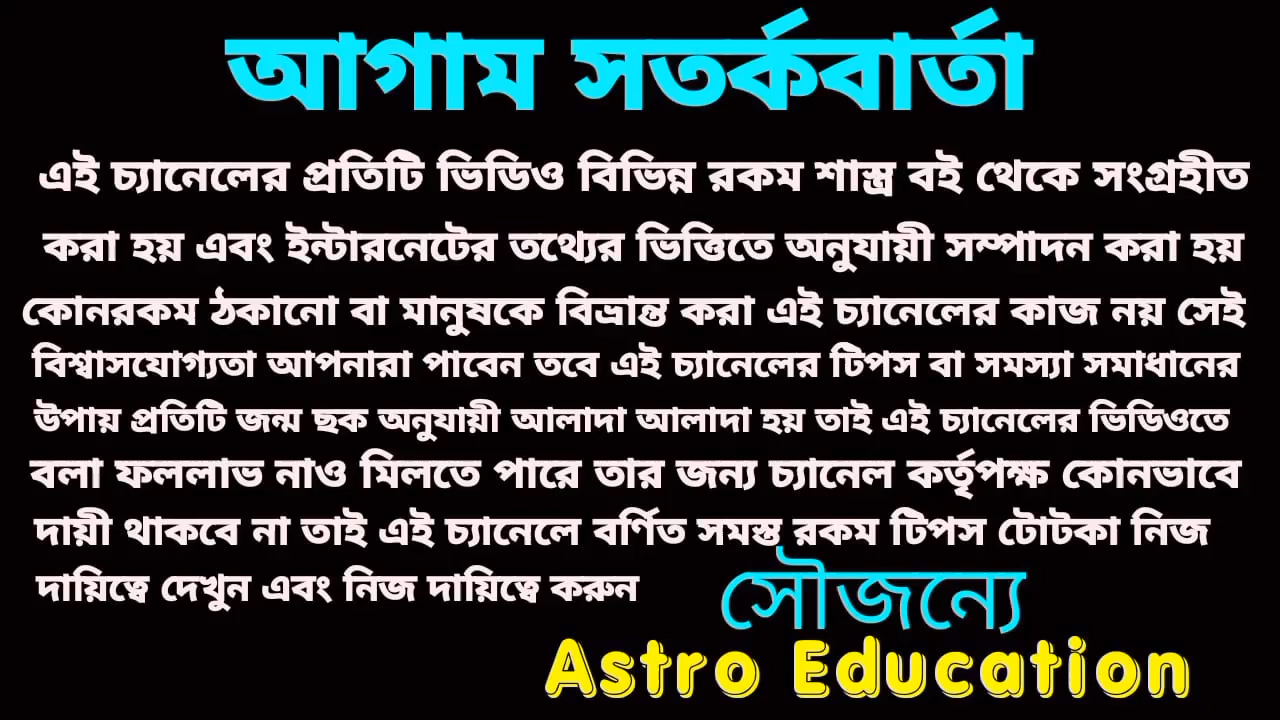 আগাম সতর্কবার্তা
এই চ্যানেলের প্রতিটি ভিডিও বিভিন্ন রকম শাস্ত্র বই থেকে সংগ্রহীত
করা হয় এবং ইন্টারনেটের তথ্যের ভিত্তিতে অনুযায়ী সম্পাদন করা হয়
কোনরকম ঠকানো বা মানুষকে বিভ্রান্ত করা এই চ্যানেলের কাজ নয় সেই
বিশ্বাসযোগ্যতা আপনারা পাবেন তবে এই চ্যানেলের টিপস বা সমস্যা সমাধানের
উপায় প্রতিটি জন্ম ছক অনুযায়ী আলাদা আলাদা হয় তাই এই চ্যানেলের ভিডিওতে
বলা ফললাভ নাও মিলতে পারে তার জন্য চ্যানেল কর্তৃপক্ষ কোনভাবে
দায়ী থাকবে না তাই এই চ্যানেলে বর্ণিত সমস্ত রকম টিপস টোটকা নিজ
দায়িত্বে দেখুন এবং নিজ দায়িত্বে করুন
সৌজন্যে
Astro Education